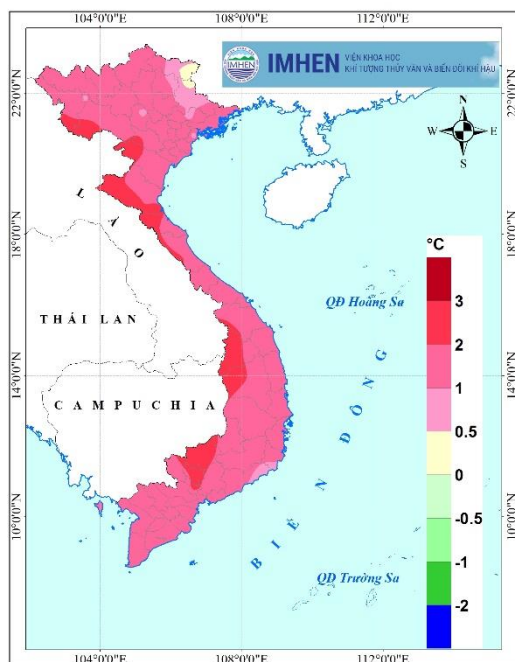 104°0'0"E 108°0'0"E 112°0'0"E
IMHEN
VIỆN KHOA HỌC
KHÍ TƯỢNG THỦY VĂN VÀ BIẾN ĐỔI KHÍ HẬU
22°0'0"N
22°0'0"N
N
W E
S
LÀO
18°0'0"N
18°0'0"N
°C
QĐ Hoàng Sa
THÁI LAN
3
2
14°0'0"N
14°0'0"N
CAMPUCHIA
1
0.5
0
-0.5
-1
-2
BIỂN ĐÔNG
10°0'0"N
10°0'0"N
QĐ Trường Sa
104°0'0"E 108°0'0"E 112°0'0"E